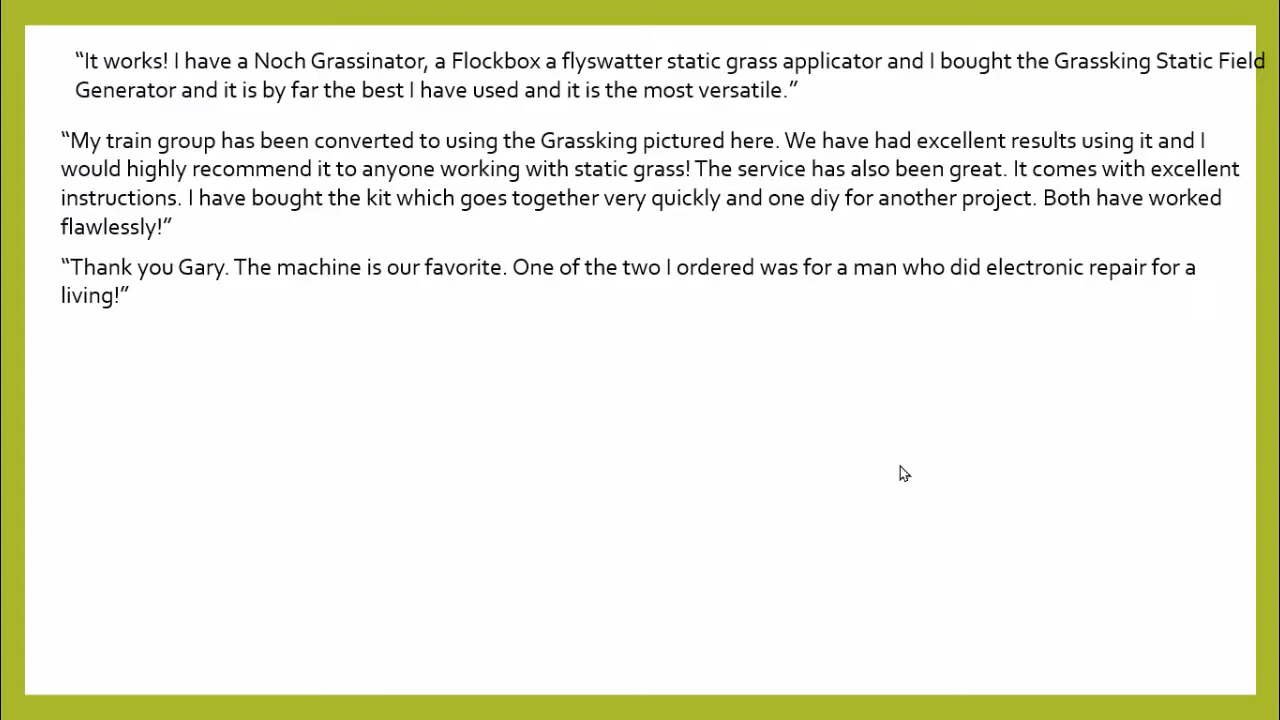 “It works! I have a Noch Grassinator, a Flockbox a flyswatter static grass applicator and I bought the Grassking Static Field
Generator and it is by far the best I have used and it is the most versatile.”
“My train group has been converted to using the Grassking pictured here. We have had excellent results using it and I
would highly recommend it to anyone working with static grass! The service has also been great. It comes with excellent
instructions. I have bought the kit which goes together very quickly and one diy for another project. Both have worked
flawlessly!”
“Thank you Gary. The machine is our favorite. One of the two I ordered was for a man who did electronic repair for a
living!”